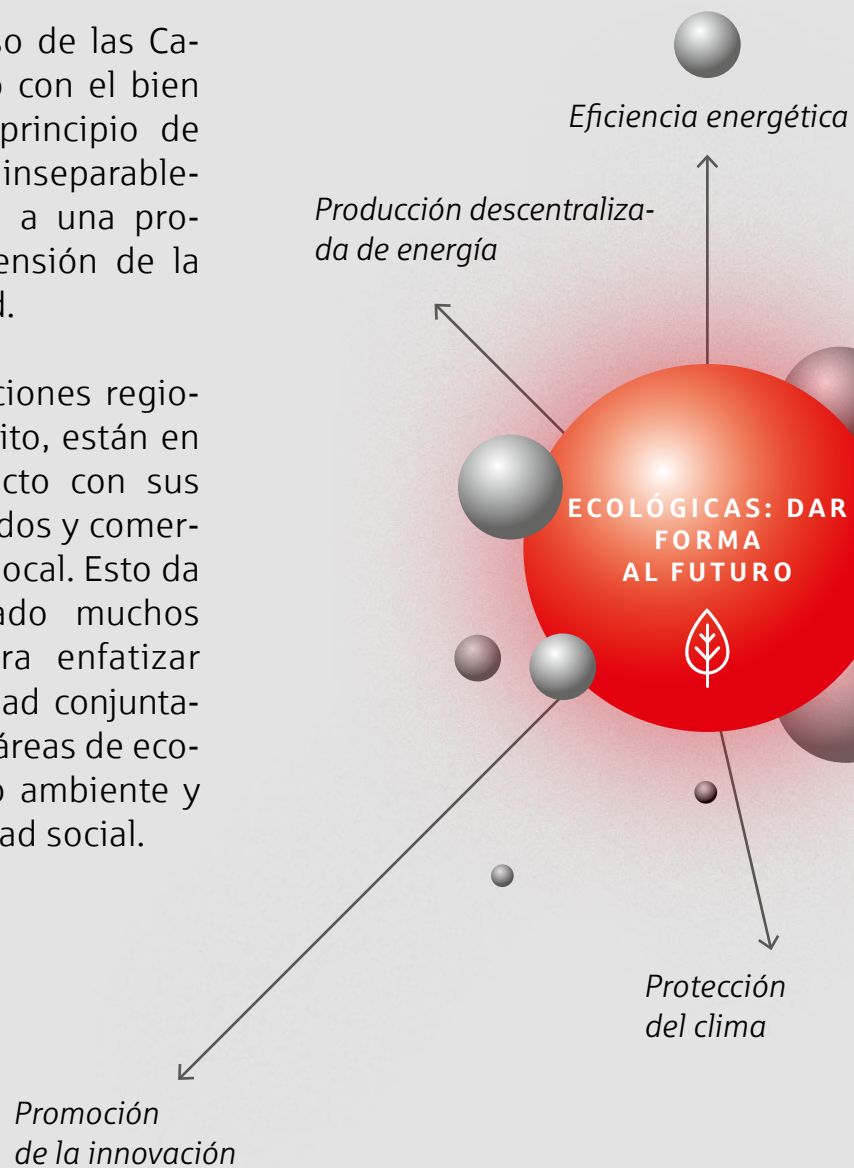 so de las Ca-
o con el bien
principio de
inseparable-
a una pro-
ensión de la
d.
ciones regio-
ito, están en
cto con sus
dos y comer-
ocal. Esto da
ado muchos
ra enfatizar
ad conjunta-
áreas de eco-
o ambiente y
ad social.
Eficiencia energética
Producción descentraliza-
da de energía
ECOLÓGICAS: DAR
FORMA
AL FUTURO
Protección
del clima
Promoción
de la innovación